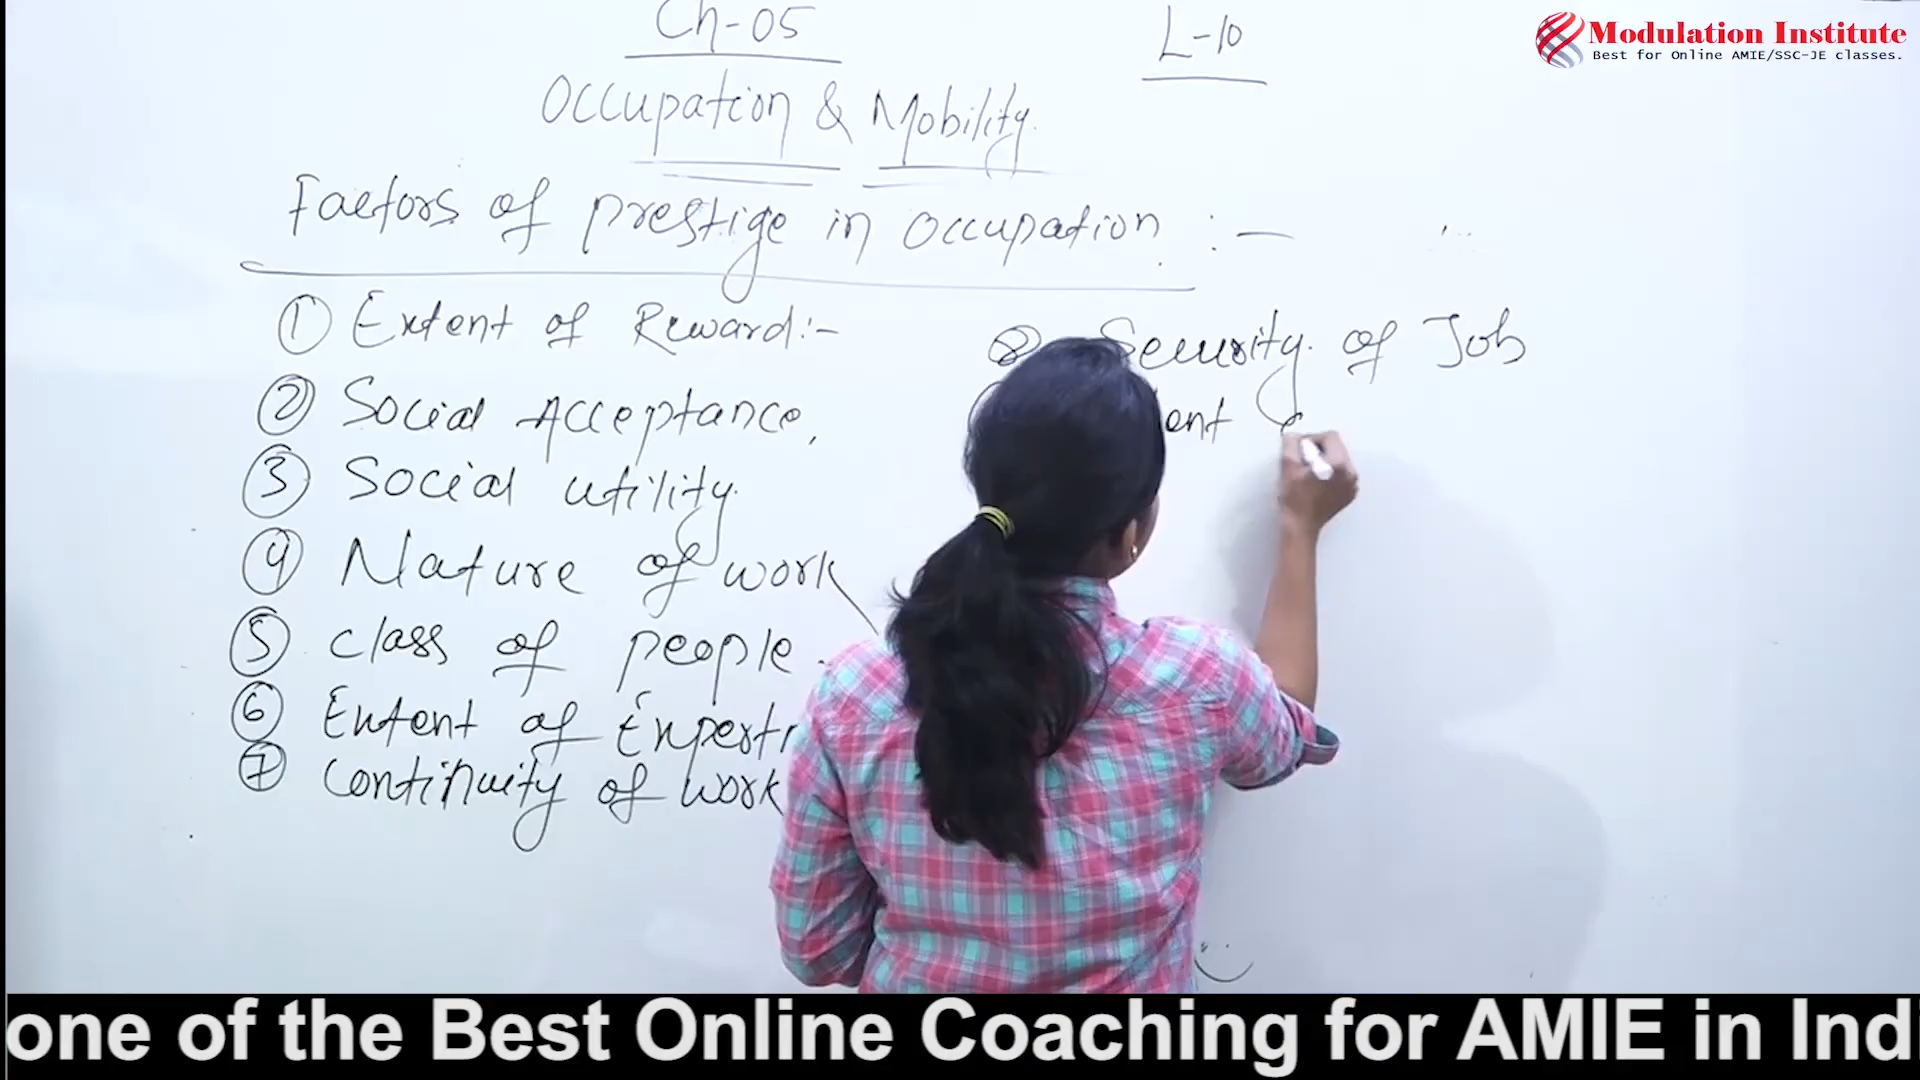 Ch-05
L-10
Modulation Institute
Best for Online AMIE/SSC-JE classes.
Occupation & Mobility.
Factors of prestige in occupation :-
① Extent of Reward:-
② Social Acceptance,
③ Social utility.
④ Nature of work
⑤ class of people.
⑥ Extent of Expert
⑦ Continuity of work
⑧ Security of Job
ent
one of the Best Online Coaching for AMIE in Indi